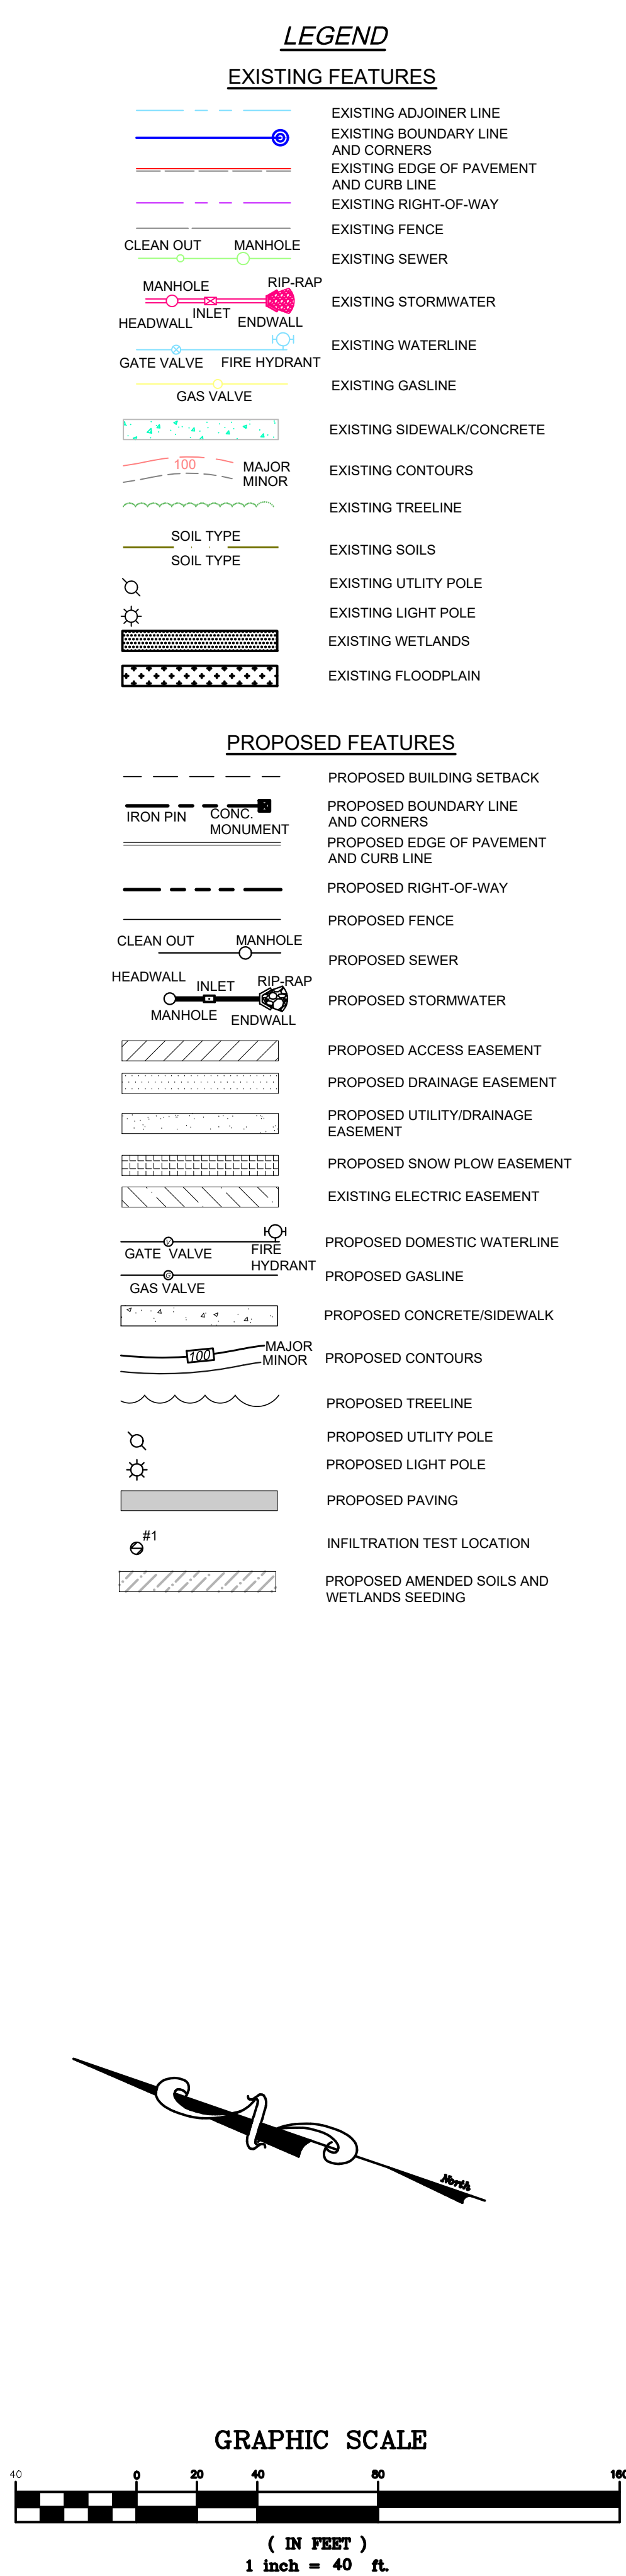 LEGEND
EXISTING FEATURES
EXISTING ADJOINER LINE
EXISTING BOUNDARY LINE
AND CORNERS
EXISTING EDGE OF PAVEMENT
AND CURB LINE
EXISTING RIGHT-OF-WAY
EXISTING FENCE
CLEAN OUT MANHOLE
EXISTING SEWER
RIP-RAP
MANHOLE
EXISTING STORMWATER
INLET
HEADWALL ENDWALL
EXISTING WATERLINE
GATE VALVE FIRE HYDRANT
EXISTING GASLINE
GAS VALVE
EXISTING SIDEWALK/CONCRETE
100
MAJOR
MINOR
EXISTING CONTOURS
EXISTING TREELINE
SOIL TYPE
EXISTING SOILS
SOIL TYPE
EXISTING UTLITY POLE
EXISTING LIGHT POLE
EXISTING WETLANDS
EXISTING FLOODPLAIN
PROPOSED FEATURES
PROPOSED BUILDING SETBACK
PROPOSED BOUNDARY LINE
AND CORNERS
IRON PIN CONC.
MONUMENT
PROPOSED EDGE OF PAVEMENT
AND CURB LINE
PROPOSED RIGHT-OF-WAY
PROPOSED FENCE
CLEAN OUT MANHOLE
PROPOSED SEWER
HEADWALL INLET RIP-RAP
PROPOSED STORMWATER
MANHOLE ENDWALL
PROPOSED ACCESS EASEMENT
PROPOSED DRAINAGE EASEMENT
PROPOSED UTILITY/DRAINAGE
EASEMENT
PROPOSED SNOW PLOW EASEMENT
EXISTING ELECTRIC EASEMENT
V
PROPOSED DOMESTIC WATERLINE
GATE VALVE FIRE
HYDRANT
G
PROPOSED GASLINE
GAS VALVE
PROPOSED CONCRETE/SIDEWALK
100
MAJOR
MINOR
PROPOSED CONTOURS
PROPOSED TREELINE
PROPOSED UTLITY POLE
PROPOSED LIGHT POLE
PROPOSED PAVING
#1
INFILTRATION TEST LOCATION
PROPOSED AMENDED SOILS AND
WETLANDS SEEDING
North
GRAPHIC SCALE
40 0 20 40 80 160
( IN FEET )
1 inch = 40 ft.